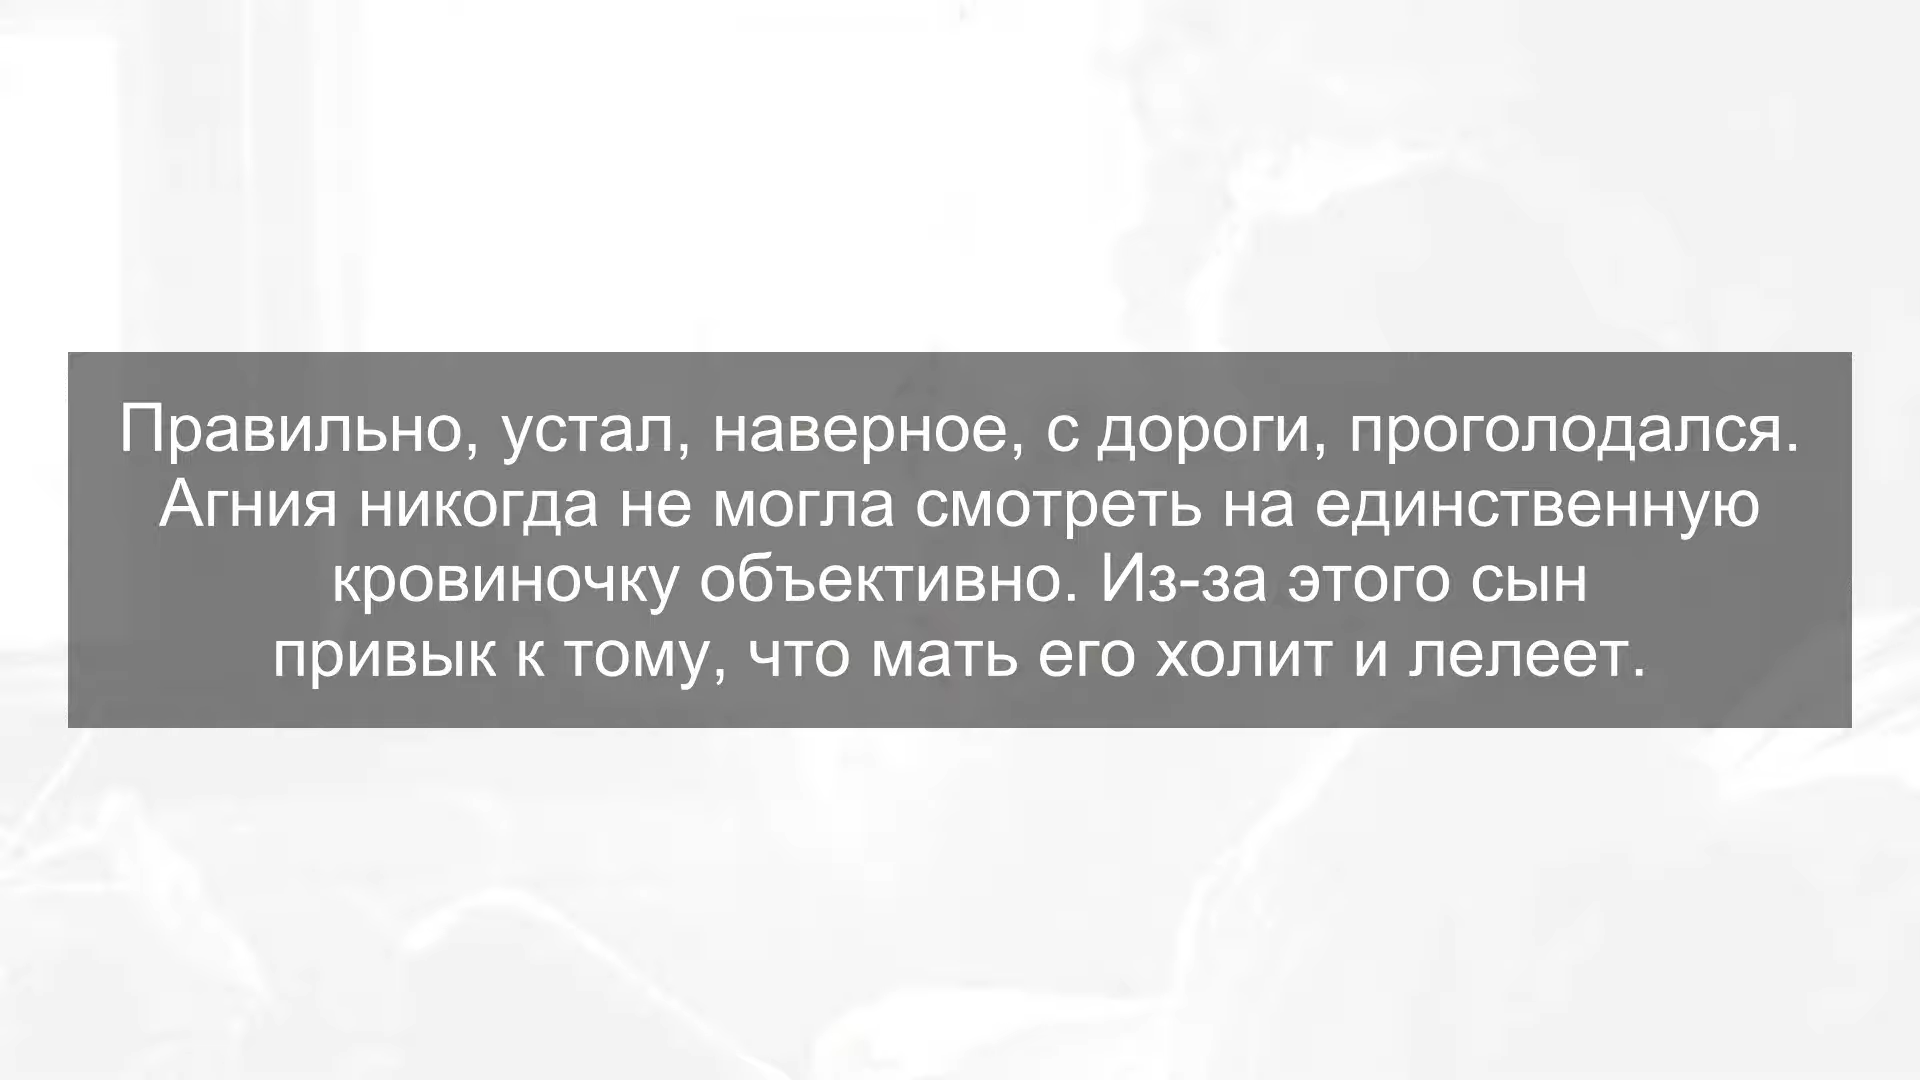 Правильно, устал, наверное, с дороги, проголодался.
Агния никогда не могла смотреть на единственную
кровиночку объективно. Из-за этого сын
привык к тому, что мать его холит и лелеет.